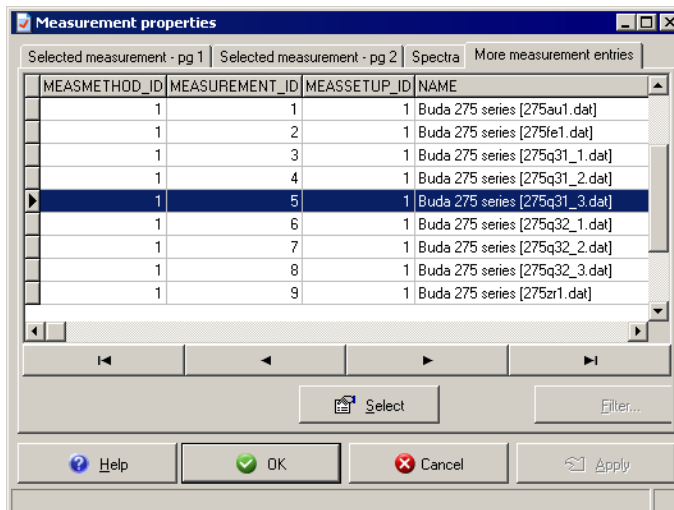 Measurement properties
Selected measurement - pg 1 Selected measurement - pg 2 Spectra More measurement entries
MEASMETHOD_ID MEASUREMENT_ID MEASSETUP_ID NAME
1 1 1 Buda 275 series [275au1.dat]
1 2 1 Buda 275 series [275fe1.dat]
1 3 1 Buda 275 series [275q31_1.dat]
1 4 1 Buda 275 series [275q31_2.dat]
1 5 1 Buda 275 series [275q31_3.dat]
1 6 1 Buda 275 series [275q32_1.dat]
1 7 1 Buda 275 series [275q32_2.dat]
1 8 1 Buda 275 series [275q32_3.dat]
1 9 1 Buda 275 series [275zr1.dat]
Select Filter...
Help OK Cancel Apply